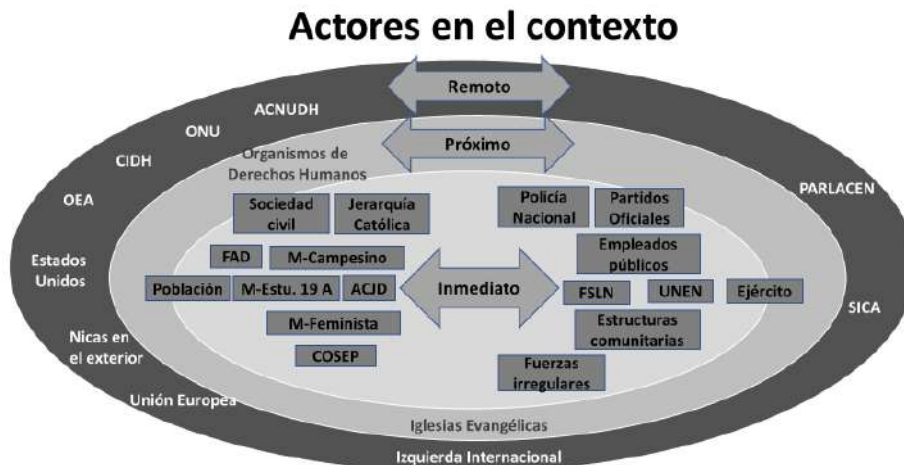 Actores en el contexto
Remoto
ACNUDH
ONU
CIDH
OEA
Estados
Unidos
Nicas en
el exterior
Unión Europea
Izquierda Internacional
PARLACEN
SICA
Próximo
Organismos de
Derechos Humanos
Iglesias Evangélicas
Inmediato
Sociedad
civil
Jerarquía
Católica
FAD
M-Campesino
Población
M-Estu. 19 A
ACJD
M-Feminista
COSEP
Policía
Nacional
Partidos
Oficiales
Empleados
públicos
FSLN
UNEN
Ejército
Estructuras
comunitarias
Fuerzas
irregulares